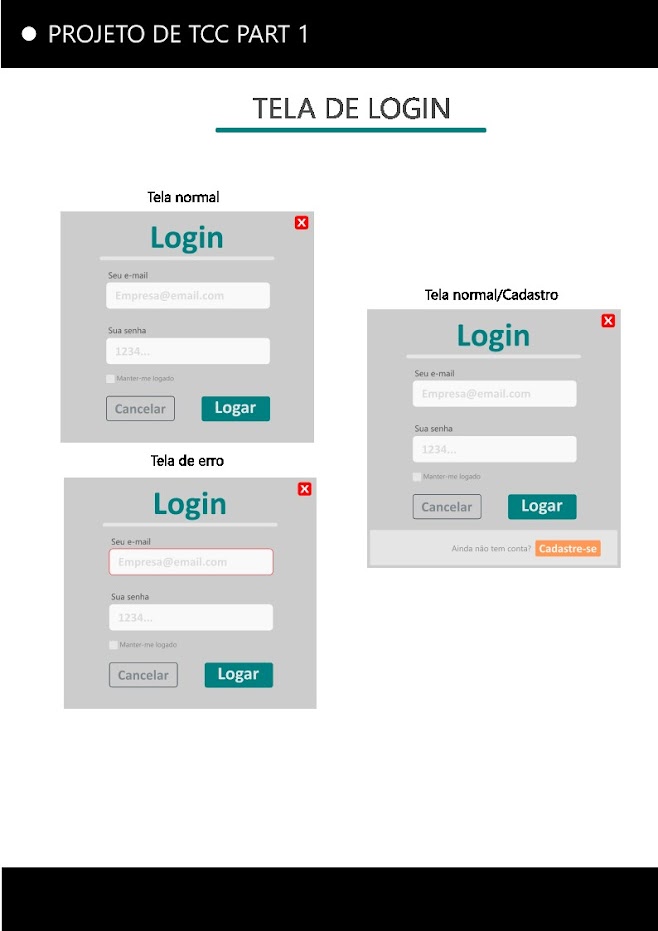 PROJETO DE TCC PART 1
TELA DE LOGIN
Tela normal
Login
Seu e-mail
Empresa@email.com
Sua senha
1234...
Manter-me logado
Cancelar
Logar
Tela de erro
Login
Seu e-mail
Empresa@email.com
Sua senha
1234...
Manter-me logado
Cancelar
Logar
Tela normal/Cadastro
Login
Seu e-mail
Empresa@email.com
Sua senha
1234...
Manter-me logado
Cancelar
Logar
Ainda não tem conta?
Cadastre-se